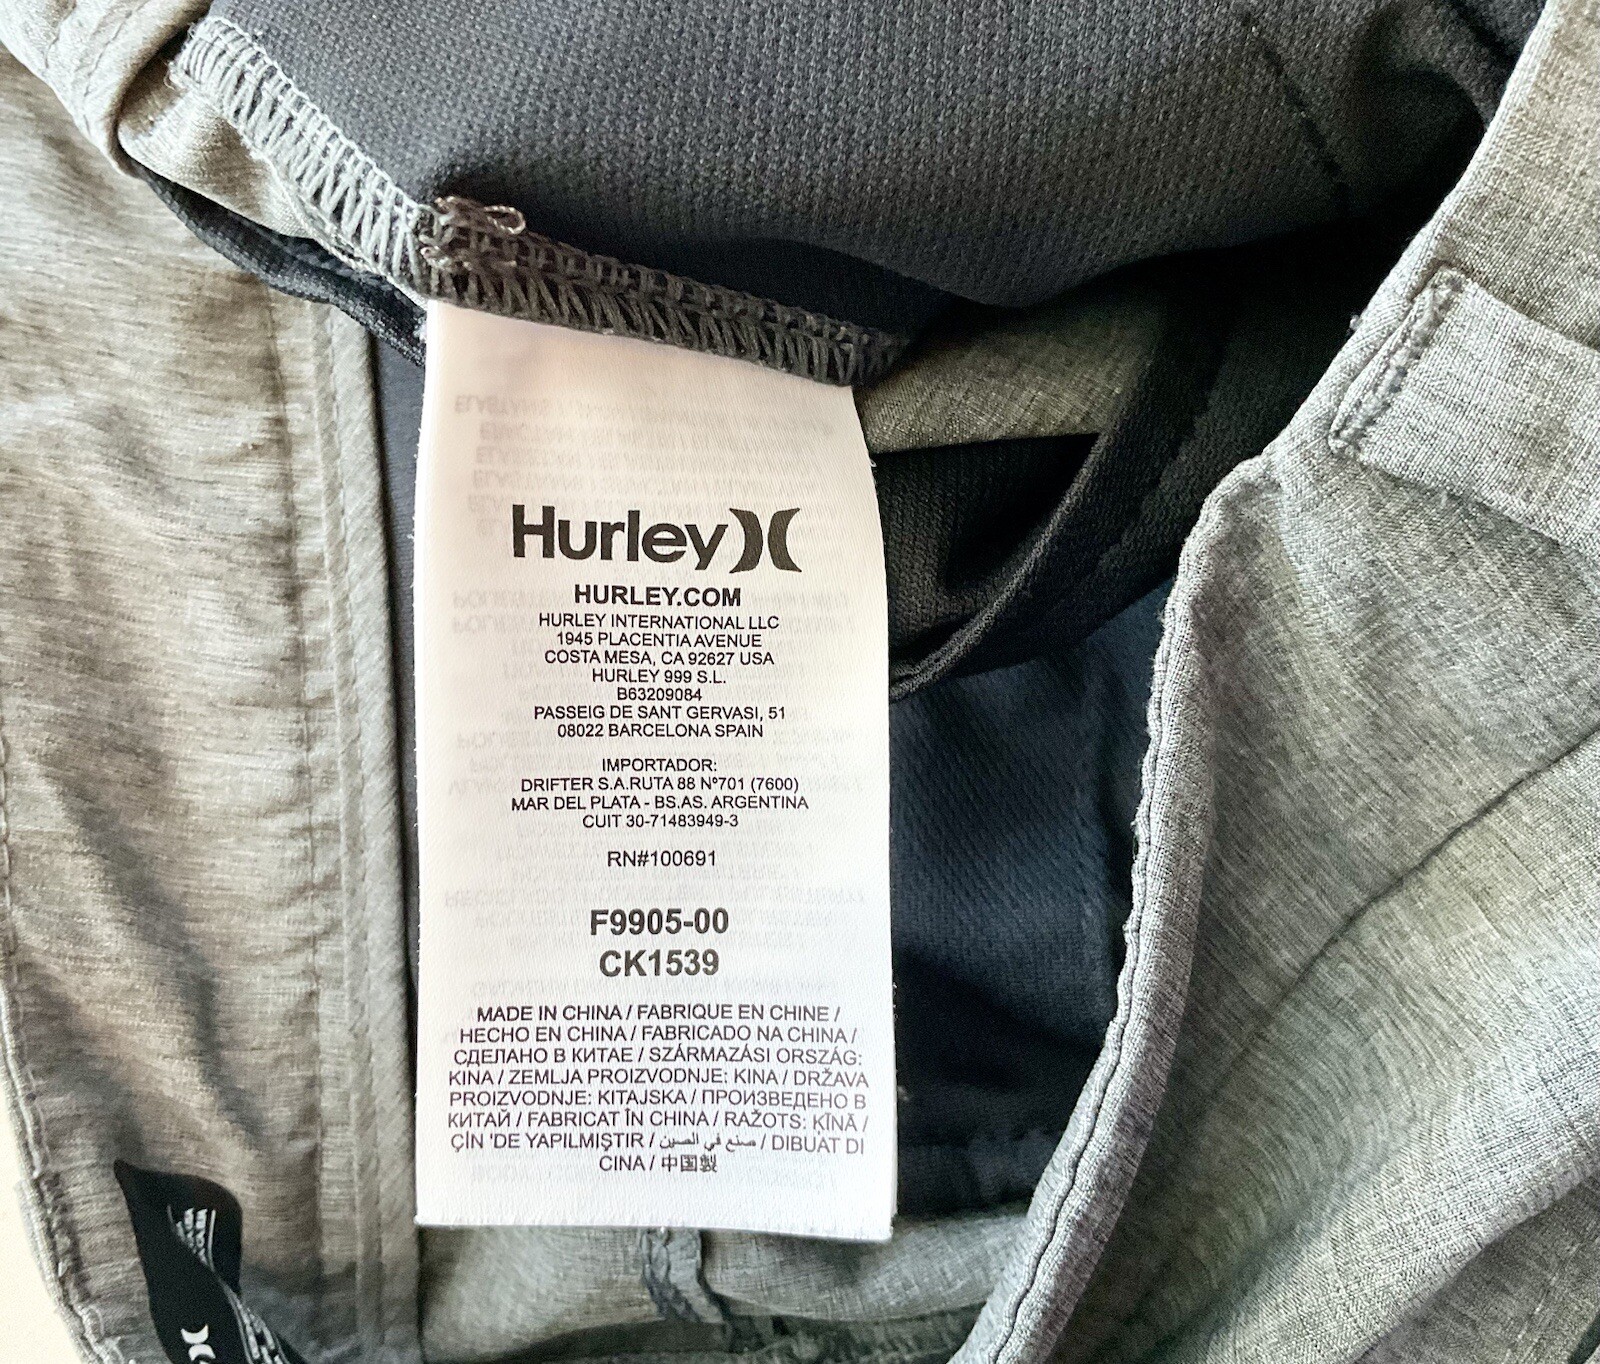 Hurley
HURLEY.COM
HURLEY INTERNATIONAL LLC
1945 PLACENTIA AVENUE
COSTA MESA, CA 92627 USA
HURLEY 999 S.L.
B63209084
PASSEIG DE SANT GERVASI, 51
08022 BARCELONA SPAIN
IMPORTADOR:
DRIFTER S.A.RUTA 88 N°701 (7600)
MAR DEL PLATA - BS.AS. ARGENTINA
CUIT 30-71483949-3
RN#100691
F9905-00
CK1539
MADE IN CHINA / FABRIQUE EN CHINE /
HECHO EN CHINA / FABRICADO NA CHINA /
СДЕЛАНО В КИТАЕ / SZÁRMAZÁSI ORSZÁG:
KINA / ZEMLJA PROIZVODNJE: KINA / DRŽAVA
PROIZVODNJE: KITAJSKA / ПРОИЗВЕДЕНО В
КИТАЙ / FABRICAT ÎN CHINA / RAŽOTS: ĶĪNĀ /
ÇİN 'DE YAPILMIŞTIR / صنع في الصين / DIBUAT DI
CINA / 中国製